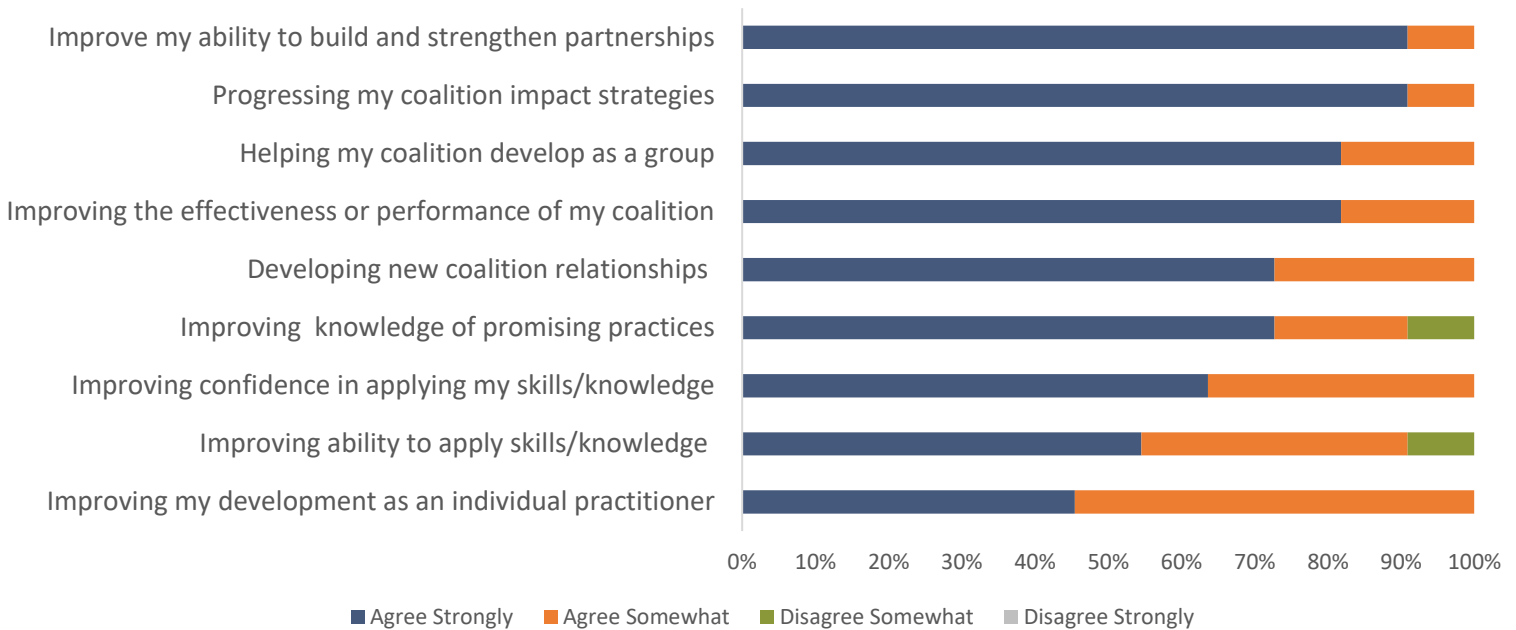 Improve my ability to build and strengthen partnerships
Progressing my coalition impact strategies
Helping my coalition develop as a group
Improving the effectiveness or performance of my coalition
Developing new coalition relationships
Improving  knowledge of promising practices
Improving confidence in applying my skills/knowledge
Improving ability to apply skills/knowledge
Improving my development as an individual practitioner
0% 10% 20% 30% 40% 50% 60% 70% 80% 90% 100%
Agree Strongly Agree Somewhat Disagree Somewhat Disagree Strongly